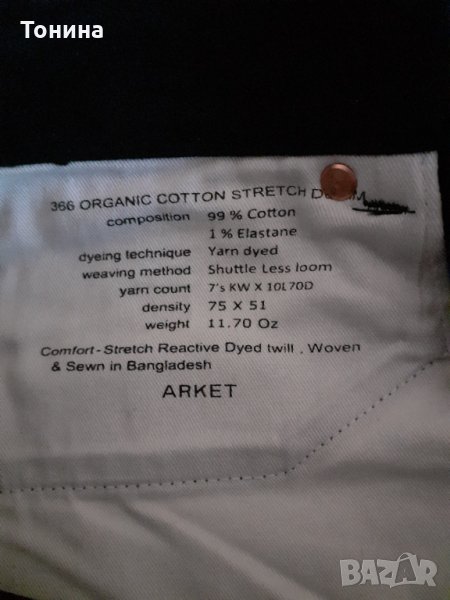 Тонина
366 ORGANIC COTTON STRETCH
composition 99 % Cotton
1 % Elastane
dyeing technique Yarn dyed
weaving method Shuttle Less loom
yarn count 7's KW X 10L70D
density 75 X 51
weight 11.70 Oz
Comfort-Stretch Reactive Dyed twill , Woven
& Sewn in Bangladesh
ARKET
BAZAR